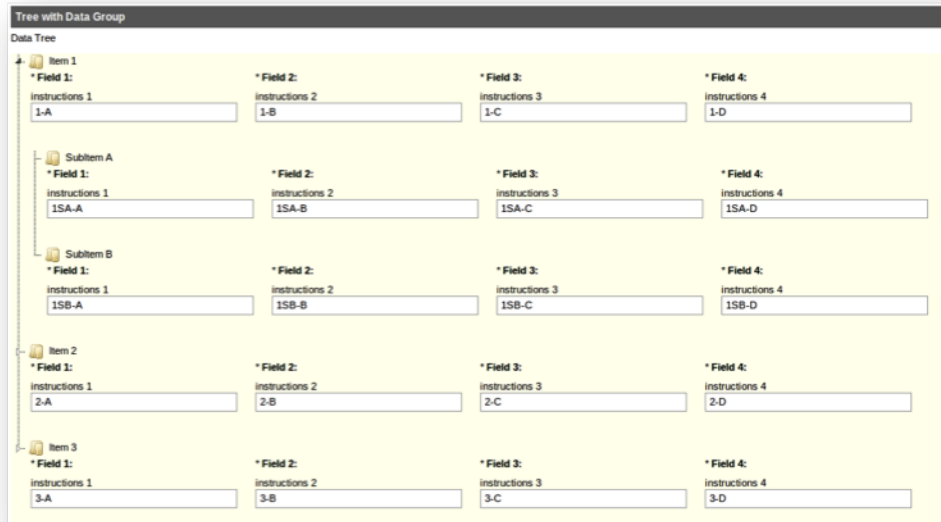 Tree with Data Group
Data Tree
Item 1
* Field 1: * Field 2: * Field 3: * Field 4:
instructions 1 instructions 2 instructions 3 instructions 4
1-A 1-B 1-C 1-D
SubItem A
* Field 1: * Field 2: * Field 3: * Field 4:
instructions 1 instructions 2 instructions 3 instructions 4
1SA-A 1SA-B 1SA-C 1SA-D
SubItem B
* Field 1: * Field 2: * Field 3: * Field 4:
instructions 1 instructions 2 instructions 3 instructions 4
1SB-A 1SB-B 1SB-C 1SB-D
Item 2
* Field 1: * Field 2: * Field 3: * Field 4:
instructions 1 instructions 2 instructions 3 instructions 4
2-A 2-B 2-C 2-D
Item 3
* Field 1: * Field 2: * Field 3: * Field 4:
instructions 1 instructions 2 instructions 3 instructions 4
3-A 3-B 3-C 3-D